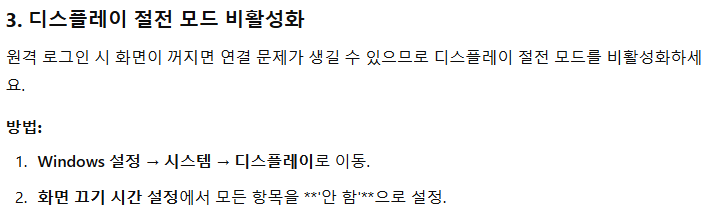 3. 디스플레이 절전 모드 비활성화
원격 로그인 시 화면이 꺼지면 연결 문제가 생길 수 있으므로 디스플레이 절전 모드를 비활성화하세
요.
방법:
1. Windows 설정 → 시스템 → 디스플레이로 이동.
2. 화면 끄기 시간 설정에서 모든 항목을 **'안 함'**으로 설정.